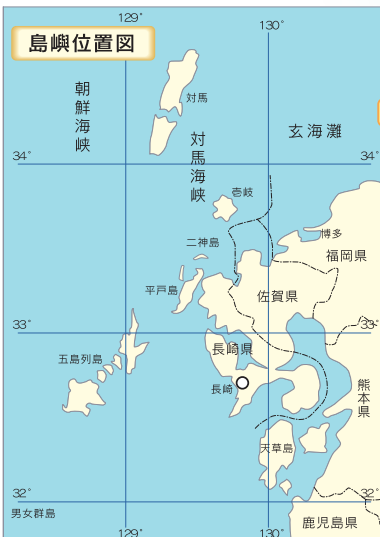 129°
130°
島嶼位置図
朝鮮海峡
対馬
対馬海峡
玄海灘
34°
34°
壱岐
博多
二神島
福岡県
平戸島
佐賀県
33°
33°
長崎県
五島列島
長崎
熊本県
天草島
32°
32°
男女群島
鹿児島県
129°
130°